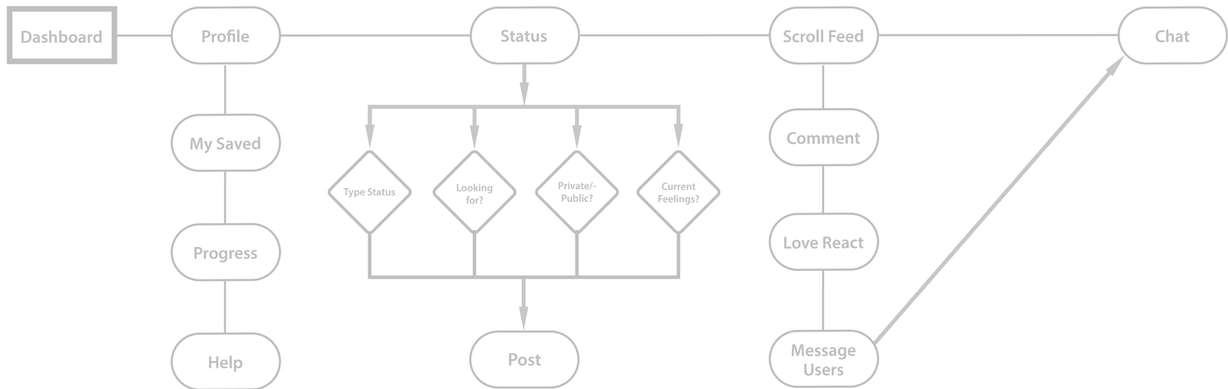 Dashboard
Profile
Status
Scroll Feed
Chat
My Saved
Progress
Help
Type Status
Looking
for?
Private/-
Public?
Current
Feelings?
Post
Comment
Love React
Message
Users